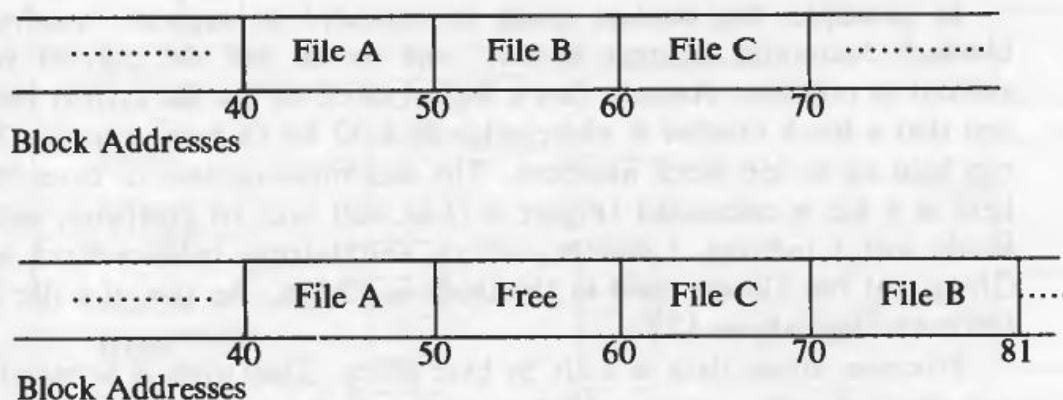 ............ File A File B File C ............
40 50 60 70
Block Addresses
............ File A Free File C File B ....
40 50 60 70 81
Block Addresses